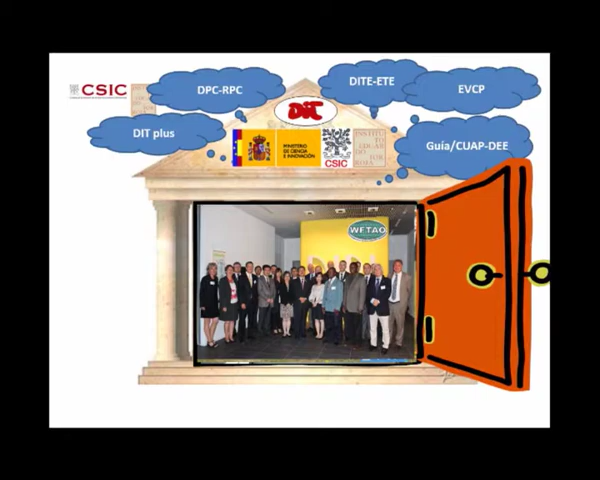 CSIC
DPC-RPC
DITE-ETE
EVCP
DIT
DIT plus
MINISTERIO
DE CIENCIA
E INNOVACIÓN
CSIC
Guía/CUAP-DEE
WFTAO